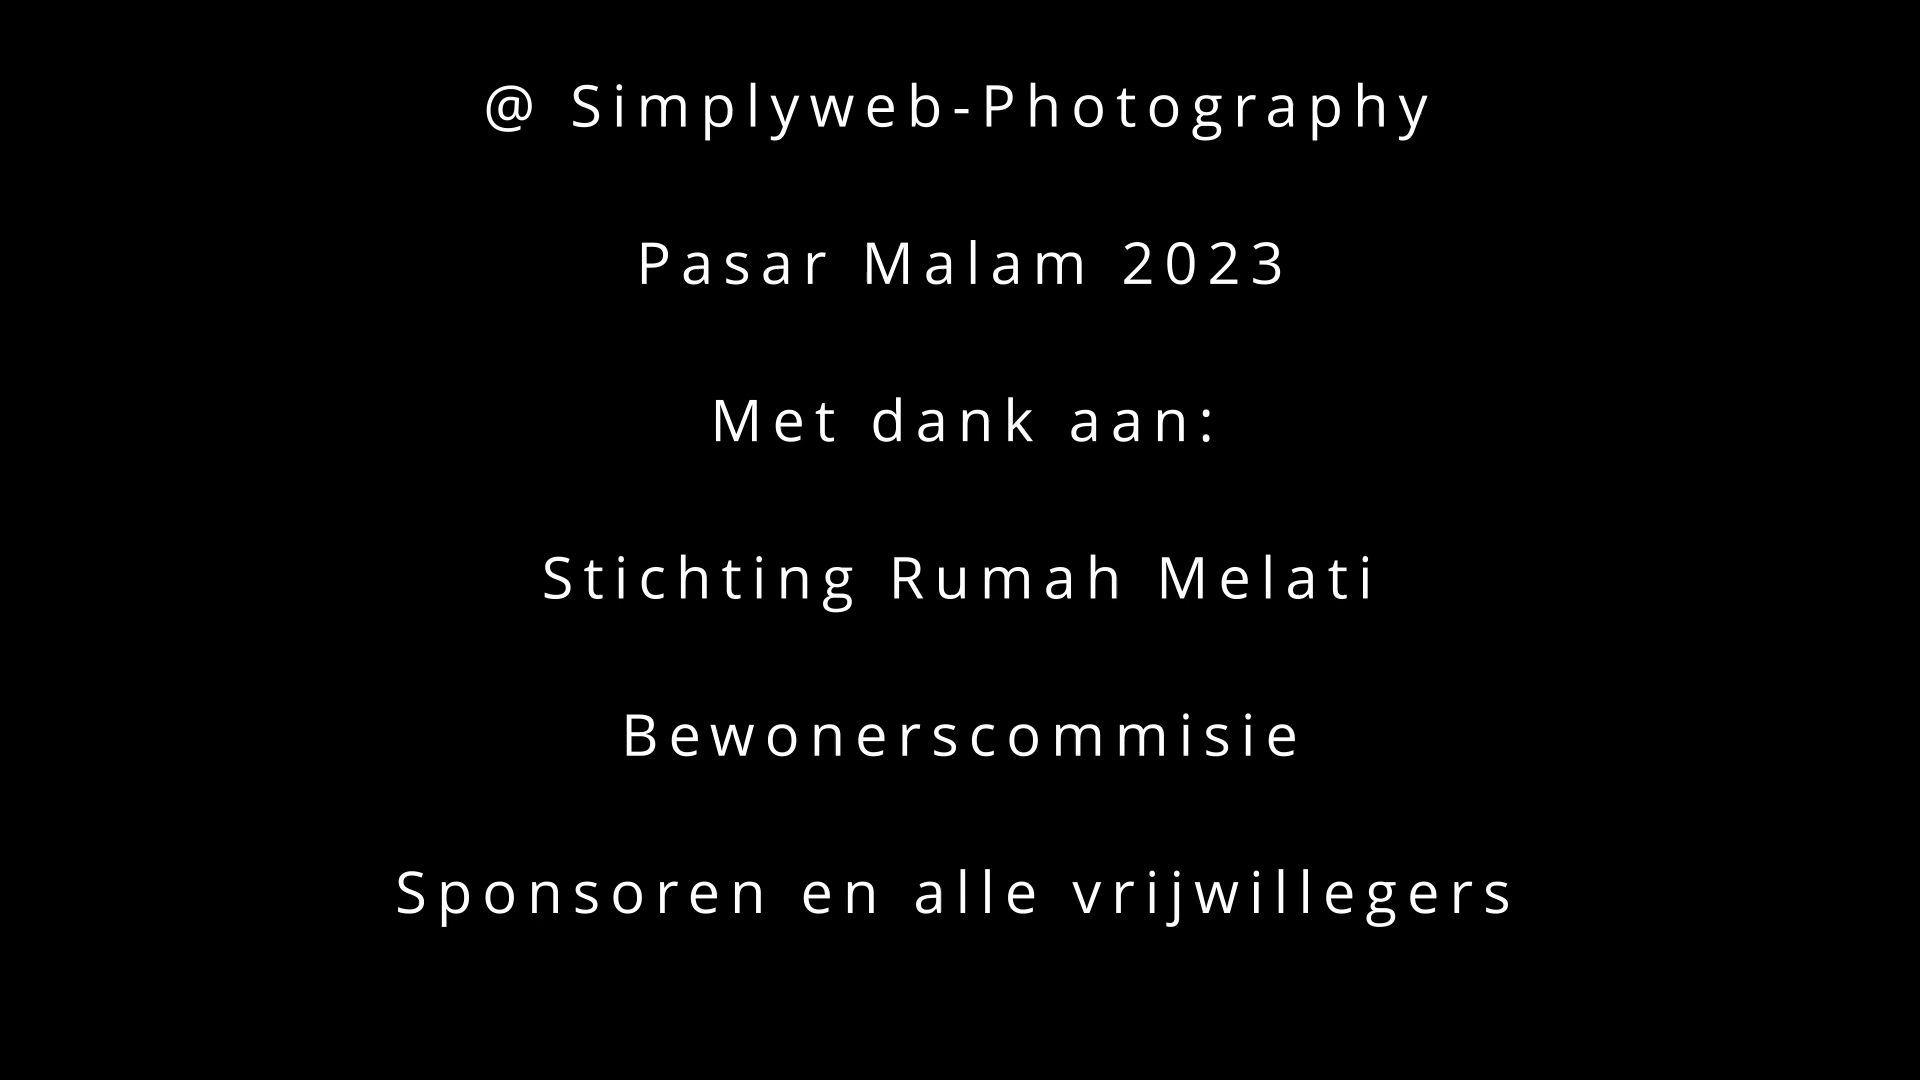 @ Simplyweb-Photography
Pasar Malam 2023
Met dank aan:
Stichting Rumah Melati
Bewonerscommisie
Sponsoren en alle vrijwillegers